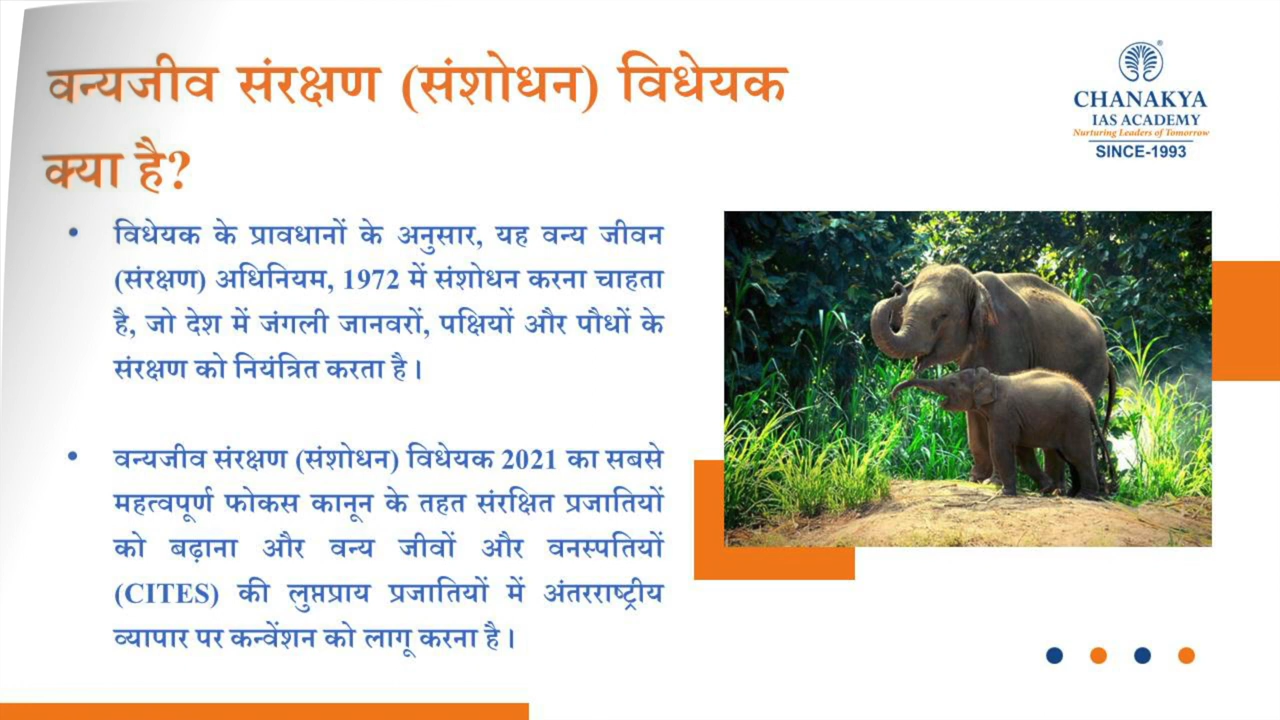 वन्यजीव संरक्षण (संशोधन) विधेयक
क्या है?
CHANAKYA
IAS ACADEMY
Nurturing Leaders of Tomorrow
SINCE-1993
• विधेयक के प्रावधानों के अनुसार, यह वन्य जीवन
(संरक्षण) अधिनियम, 1972 में संशोधन करना चाहता
है, जो देश में जंगली जानवरों, पक्षियों और पौधों के
संरक्षण को नियंत्रित करता है।
• वन्यजीव संरक्षण (संशोधन) विधेयक 2021 का सबसे
महत्वपूर्ण फोकस कानून के तहत संरक्षित प्रजातियों
को बढ़ाना और वन्य जीवों और वनस्पतियों
(CITES) की लुप्तप्राय प्रजातियों में अंतरराष्ट्रीय
व्यापार पर कन्वेंशन को लागू करना है।